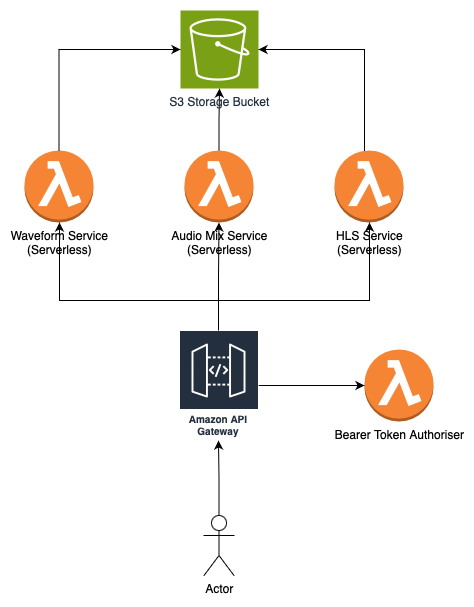 S3 Storage Bucket
Waveform Service
(Serverless)
Audio Mix Service
(Serverless)
HLS Service
(Serverless)
</>
Amazon API
Gateway
Bearer Token Authoriser
Actor